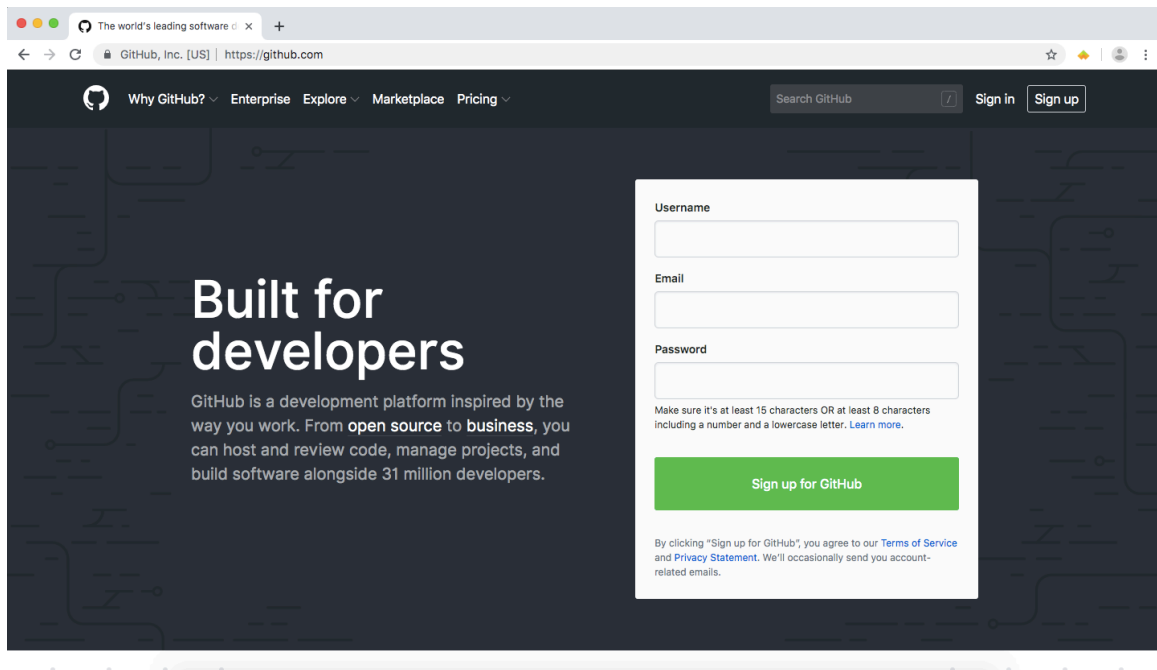 The world's leading software d
GitHub, Inc. [US] | https://github.com
Why GitHub? Enterprise Explore Marketplace Pricing
Search GitHub /
Sign in
Sign up
Built for
developers
GitHub is a development platform inspired by the
way you work. From open source to business, you
can host and review code, manage projects, and
build software alongside 31 million developers.
Username
Email
Password
Make sure it's at least 15 characters OR at least 8 characters
including a number and a lowercase letter. Learn more.
Sign up for GitHub
By clicking “Sign up for GitHub”, you agree to our Terms of Service
and Privacy Statement. We’ll occasionally send you account-
related emails.